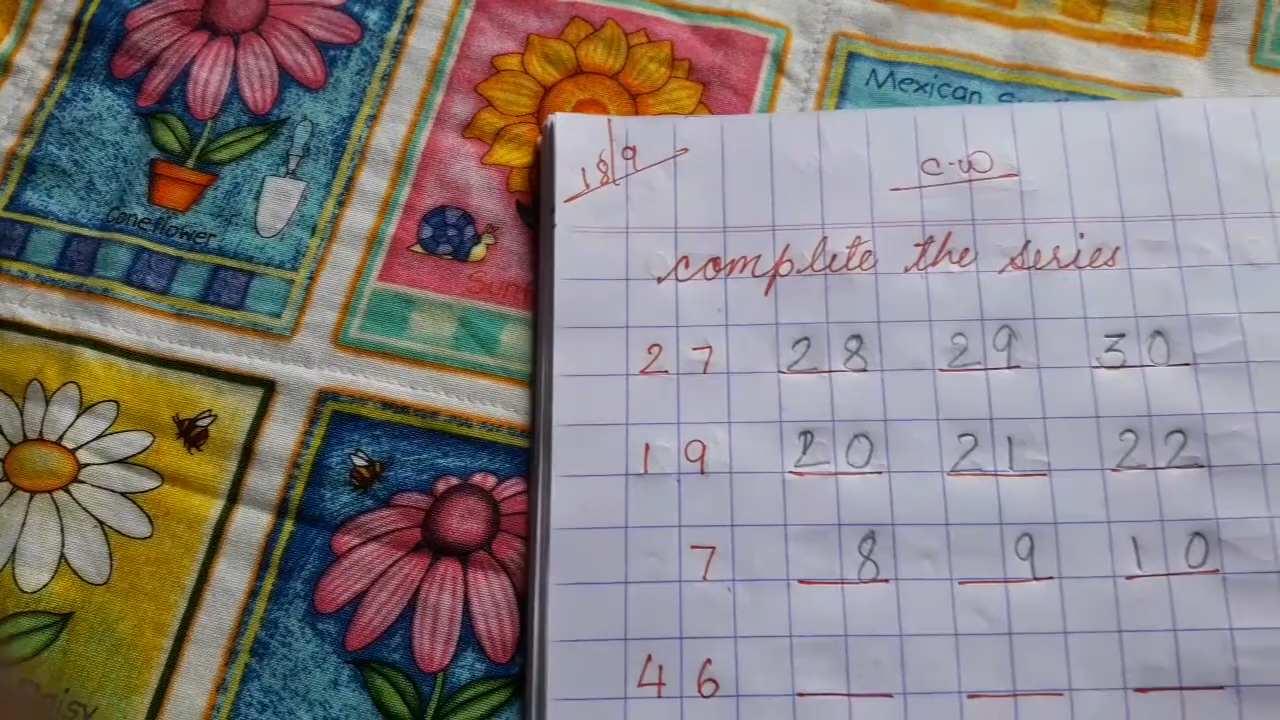 Coneflower
Mexican
18/9
C.W
complete the series
27 28 29 30
19 20 21 22
7 8 9 10
46